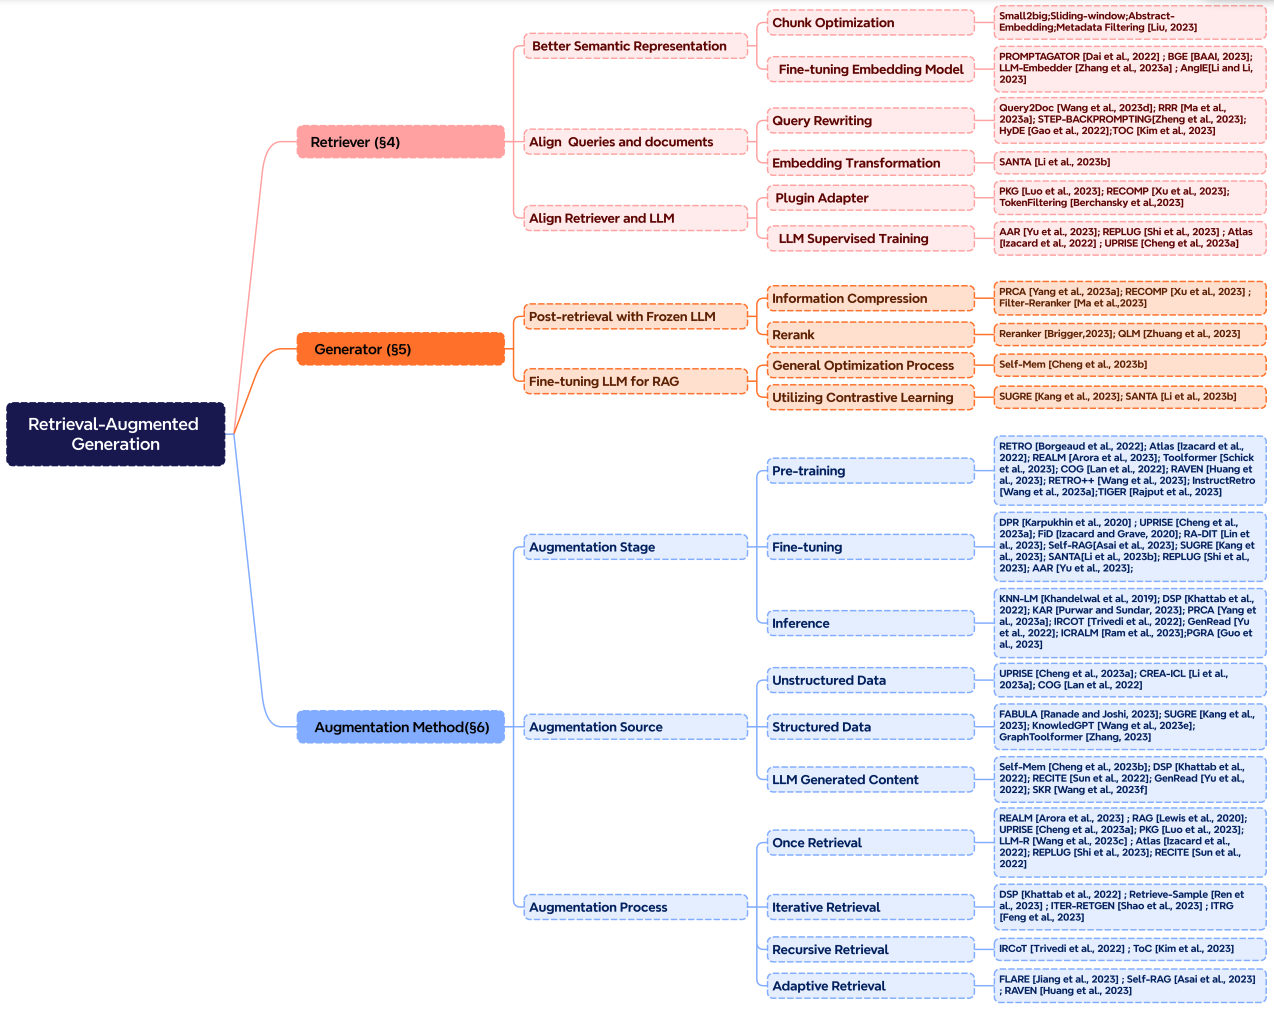 Retrieval-Augmented
Generation
Retriever (§4)
Better Semantic Representation
Chunk Optimization
Small2big;Sliding-window;Abstract-
Embedding;Metadata Filtering [Liu, 2023]
Fine-tuning Embedding Model
PROMPTAGATOR [Dai et al., 2022] ; BGE [BAAI, 2023];
LLM-Embedder [Zhang et al., 2023a] ; AngIE[Li and Li,
2023]
Align Queries and documents
Query Rewriting
Query2Doc [Wang et al., 2023d]; RRR [Ma et al.,
2023a]; STEP-BACKPROMPTING[Zheng et al., 2023];
HyDE [Gao et al., 2022];TOC [Kim et al., 2023]
Embedding Transformation
SANTA [Li et al., 2023b]
Align Retriever and LLM
Plugin Adapter
PKG [Luo et al., 2023]; RECOMP [Xu et al., 2023];
TokenFiltering [Berchansky et al.,2023]
LLM Supervised Training
AAR [Yu et al., 2023]; REPLUG [Shi et al., 2023] ; Atlas
[Izacard et al., 2022] ; UPRISE [Cheng et al., 2023a]
Generator (§5)
Post-retrieval with Frozen LLM
Information Compression
PRCA [Yang et al., 2023a]; RECOMP [Xu et al., 2023] ;
Filter-Reranker [Ma et al.,2023]
Rerank
Reranker [Brigger,2023]; QLM [Zhuang et al., 2023]
Fine-tuning LLM for RAG
General Optimization Process
Self-Mem [Cheng et al., 2023b]
Utilizing Contrastive Learning
SUGRE [Kang et al., 2023]; SANTA [Li et al., 2023b]
Augmentation Method(§6)
Augmentation Stage
Pre-training
RETRO [Borgeaud et al., 2022]; Atlas [Izacard et al.,
2022]; REALM [Arora et al., 2023]; Toolformer [Schick
et al., 2023]; COG [Lan et al., 2022]; RAVEN [Huang et
al., 2023]; RETRO++ [Wang et al., 2023]; InstructRetro
[Wang et al., 2023a];TIGER [Rajput et al., 2023]
Fine-tuning
DPR [Karpukhin et al., 2020] ; UPRISE [Cheng et al.,
2023a]; FiD [Izacard and Grave, 2020]; RA-DIT [Lin et
al., 2023]; Self-RAG[Asai et al., 2023]; SUGRE [Kang et
al., 2023]; SANTA[Li et al., 2023b]; REPLUG [Shi et al.,
2023]; AAR [Yu et al., 2023];
Inference
KNN-LM [Khandelwal et al., 2019]; DSP [Khattab et al.,
2022]; KAR [Purwar and Sundar, 2023]; PRCA [Yang et
al., 2023a]; IRCOT [Trivedi et al., 2022]; GenRead [Yu
et al., 2022]; ICRALM [Ram et al., 2023];PGRA [Guo et
al., 2023]
Augmentation Source
Unstructured Data
UPRISE [Cheng et al., 2023a]; CREA-ICL [Li et al.,
2023a]; COG [Lan et al., 2022]
Structured Data
FABULA [Ranade and Joshi, 2023]; SUGRE [Kang et al.,
2023]; KnowledGPT [Wang et al., 2023e];
GraphToolformer [Zhang, 2023]
LLM Generated Content
Self-Mem [Cheng et al., 2023b]; DSP [Khattab et al.,
2022]; RECITE [Sun et al., 2022]; GenRead [Yu et al.,
2022]; SKR [Wang et al., 2023f]
Augmentation Process
Once Retrieval
REALM [Arora et al., 2023] ; RAG [Lewis et al., 2020];
UPRISE [Cheng et al., 2023a]; PKG [Luo et al., 2023];
LLM-R [Wang et al., 2023c] ; Atlas [Izacard et al.,
2022]; REPLUG [Shi et al., 2023]; RECITE [Sun et al.,
2022]
Iterative Retrieval
DSP [Khattab et al., 2022] ; Retrieve-Sample [Ren et
al., 2023] ; ITER-RETGEN [Shao et al., 2023] ; ITRG
[Feng et al., 2023]
Recursive Retrieval
IRCoT [Trivedi et al., 2022] ; ToC [Kim et al., 2023]
Adaptive Retrieval
FLARE [Jiang et al., 2023] ; Self-RAG [Asai et al., 2023]
; RAVEN [Huang et al., 2023]